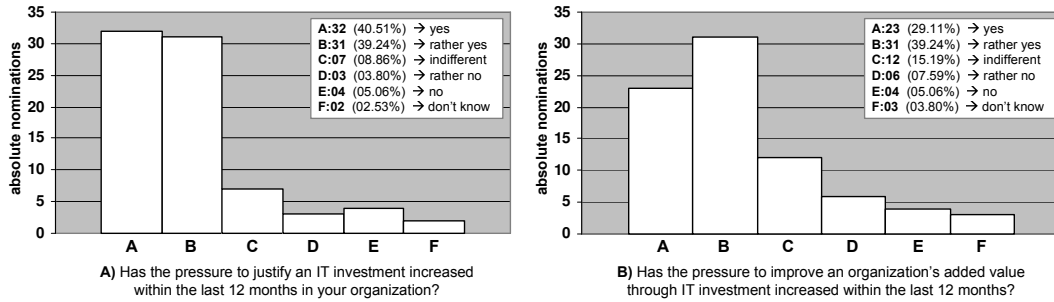 absolute nominations
35
30
25
20
15
10
5
0
A:32 (40.51%) → yes
B:31 (39.24%) → rather yes
C:07 (08.86%) → indifferent
D:03 (03.80%) → rather no
E:04 (05.06%) → no
F:02 (02.53%) → don't know
A B C D E F
A) Has the pressure to justify an IT investment increased
within the last 12 months in your organization?
absolute nominations
35
30
25
20
15
10
5
0
A:23 (29.11%) → yes
B:31 (39.24%) → rather yes
C:12 (15.19%) → indifferent
D:06 (07.59%) → rather no
E:04 (05.06%) → no
F:03 (03.80%) → don't know
A B C D E F
B) Has the pressure to improve an organization's added value
through IT investment increased within the last 12 months?